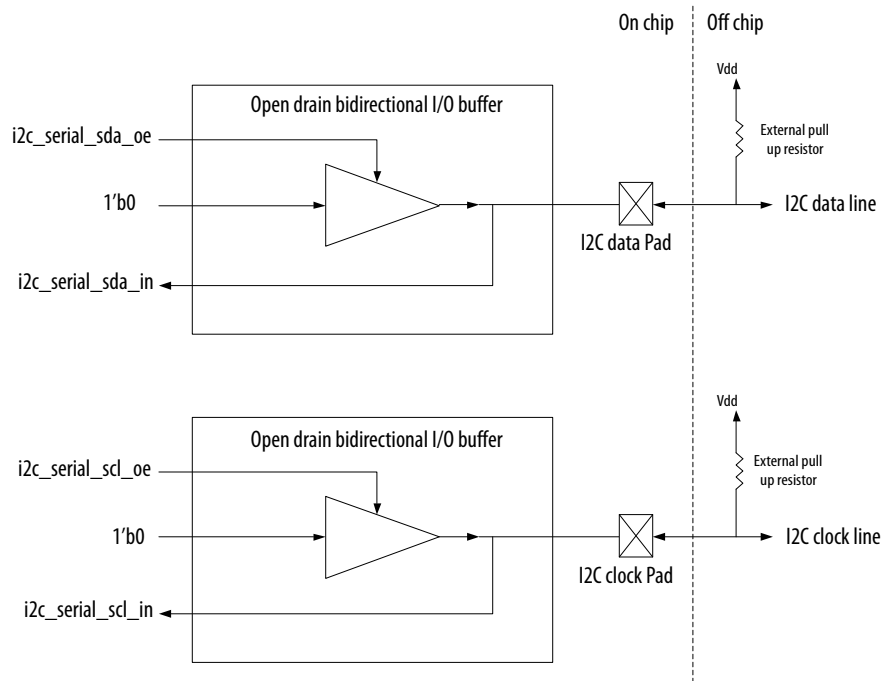 On chip
Off chip
Vdd
Open drain bidirectional I/O buffer
i2c_serial_sda_oe
External pull
up resistor
1'b0
I2C data line
I2C data Pad
i2c_serial_sda_in
Vdd
Open drain bidirectional I/O buffer
i2c_serial_scl_oe
External pull
up resistor
1'b0
I2C clock line
I2C clock Pad
i2c_serial_scl_in